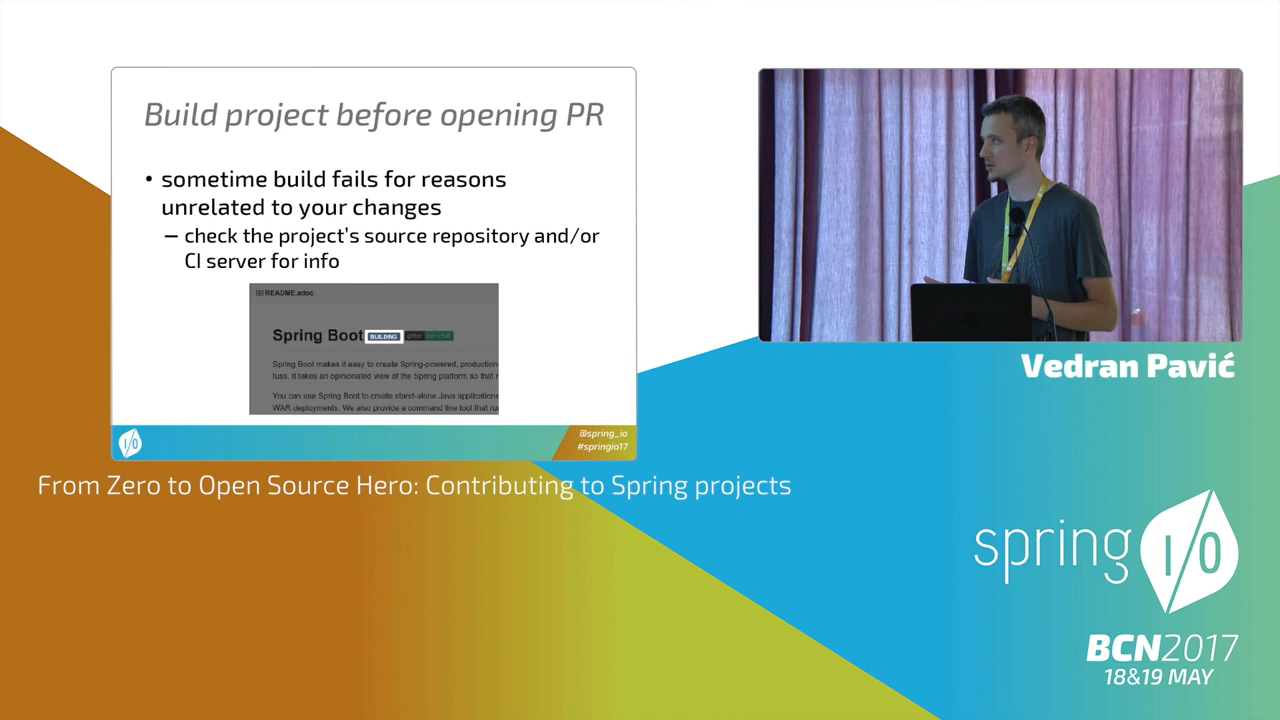 Build project before opening PR
• sometime build fails for reasons
unrelated to your changes
– check the project's source repository and/or
CI server for info
README.adoc
Spring Boot BUILDING gitter join chat
Spring Boot makes it easy to create Spring-powered, production-
fuss. It takes an opinionated view of the Spring platform so that
You can use Spring Boot to create stand-alone Java applications
WAR deployments. We also provide a command line tool that
I/O
@spring_io
#springio17
Vedran Pavić
From Zero to Open Source Hero: Contributing to Spring projects
spring I/O
BCN2017
18&19 MAY